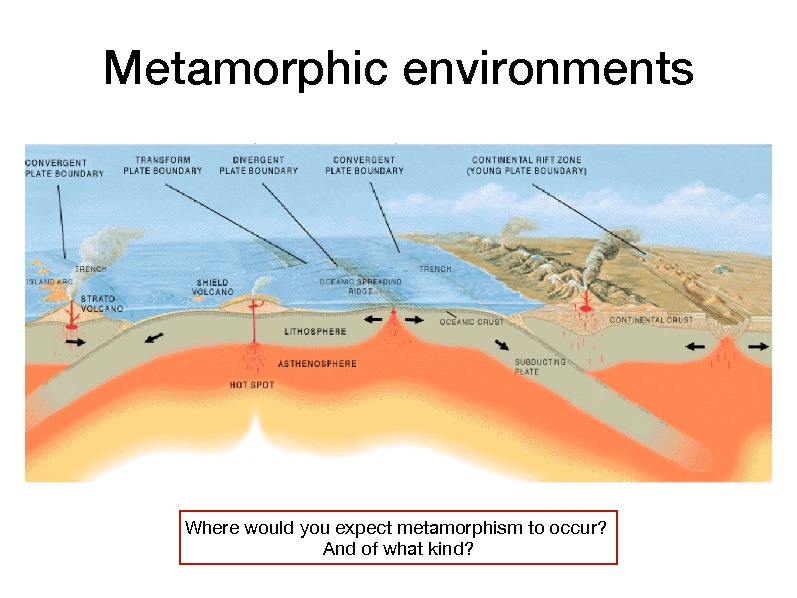 Metamorphic environments
CONVERGENT
PLATE BOUNDARY
TRANSFORM
PLATE BOUNDARY
DIVERGENT
PLATE BOUNDARY
CONVERGENT
PLATE BOUNDARY
CONTINENTAL RIFT ZONE
(YOUNG PLATE BOUNDARY)
TRENCH
ISLAND ARC
STRATO-
VOLCANO
SHIELD
VOLCANO
OCEANIC SPREADING
RIDGE
TRENCH
LITHOSPHERE
OCEANIC CRUST
CONTINENTAL CRUST
ASTHENOSPHERE
SUBDUCTING
PLATE
HOT SPOT
Where would you expect metamorphism to occur?
And of what kind?